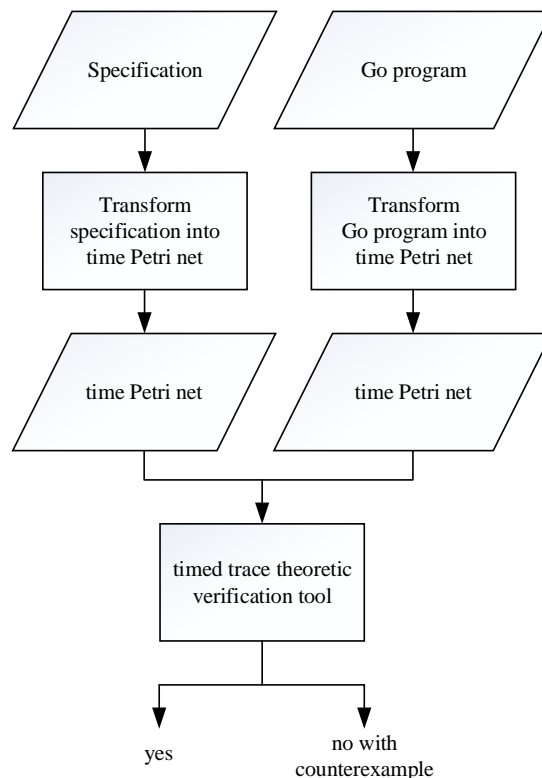 Specification
Go program
Transform
specification into
time Petri net
Transform
Go program into
time Petri net
time Petri net
time Petri net
timed trace theoretic
verification tool
yes
no with
counterexample